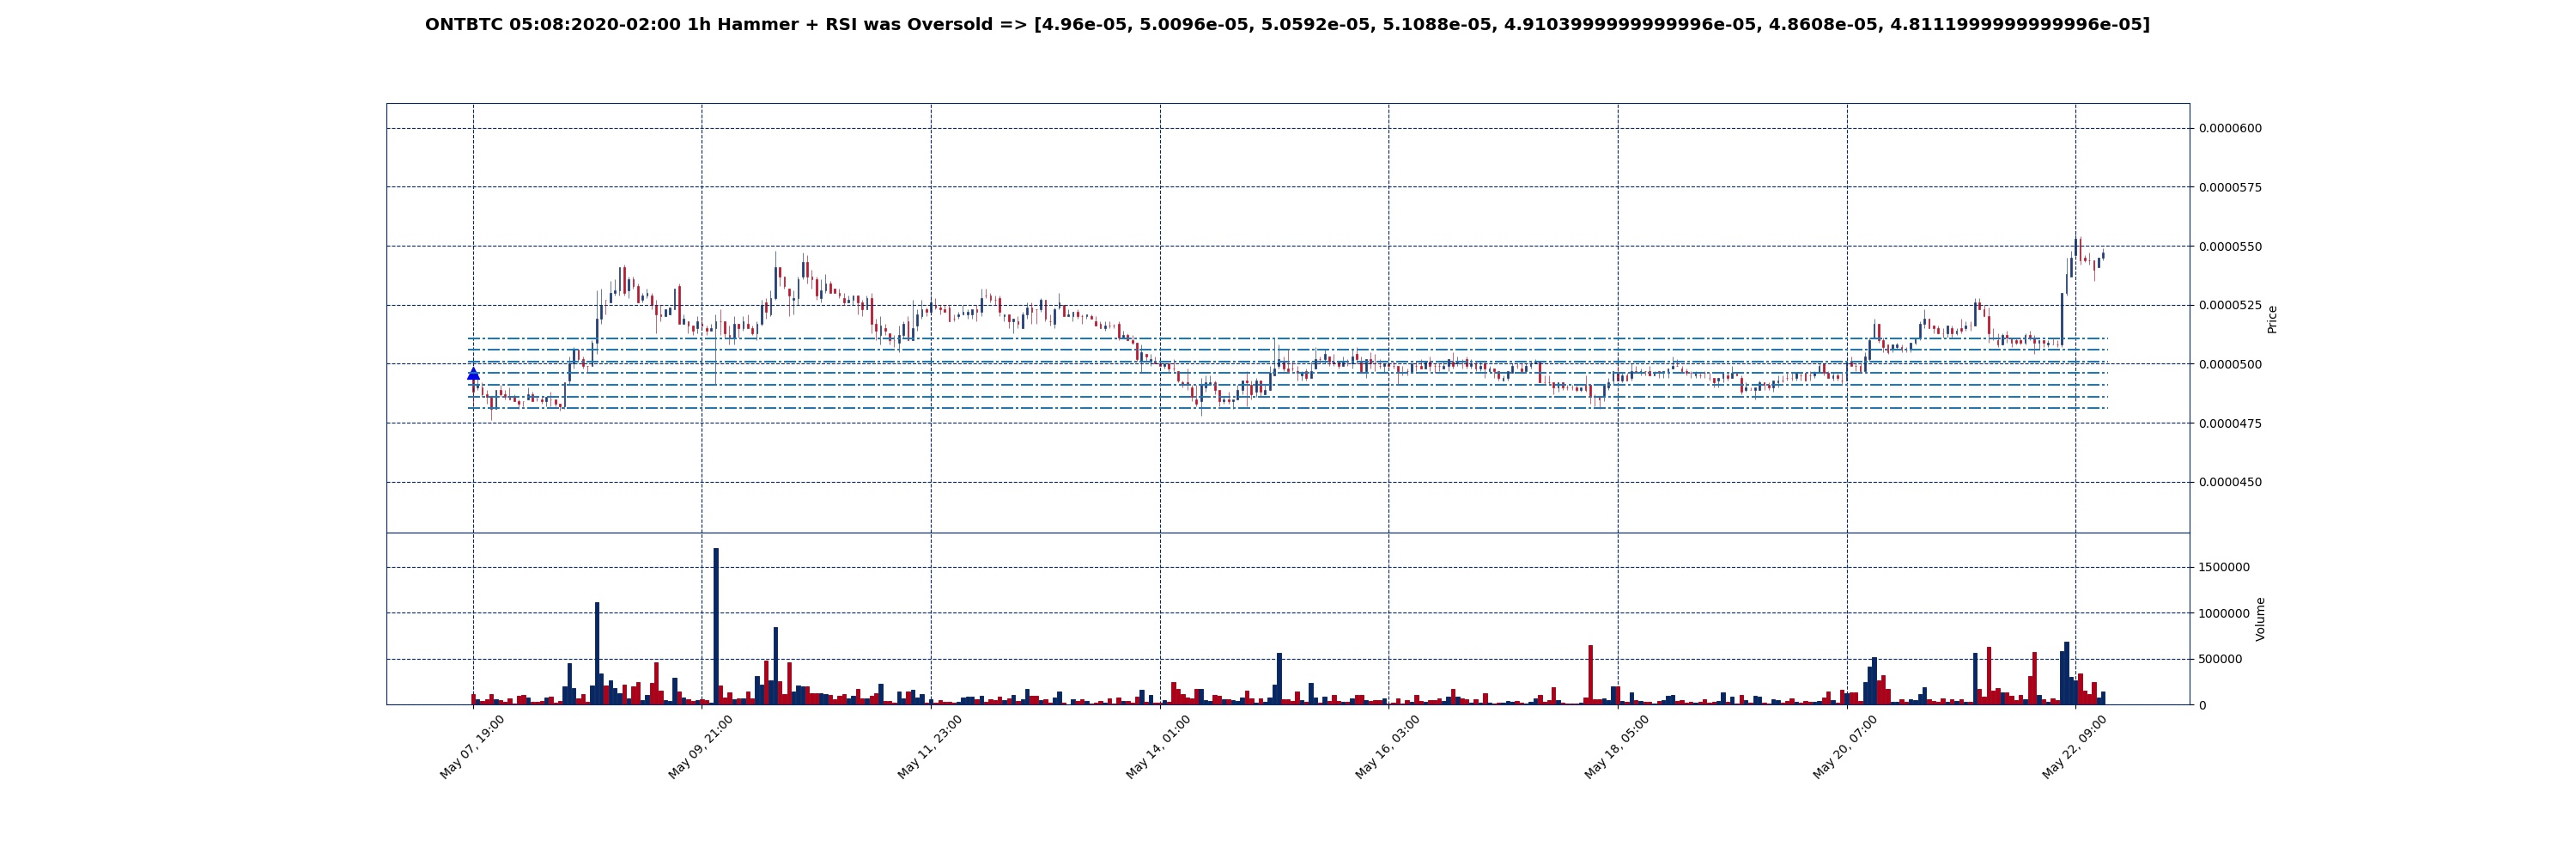 ONTBTC 05:08:2020-02:00 1h Hammer + RSI was Oversold => [4.96e-05, 5.0096e-05, 5.0592e-05, 5.1088e-05, 4.9103999999999996e-05, 4.8608e-05, 4.8111999999999996e-05]
0.0000600
0.0000575
0.0000550
0.0000525
0.0000500
0.0000475
0.0000450
Price
1500000
1000000
500000
0
Volume
May 07, 19:00
May 09, 21:00
May 11, 23:00
May 14, 01:00
May 16, 03:00
May 18, 05:00
May 20, 07:00
May 22, 09:00